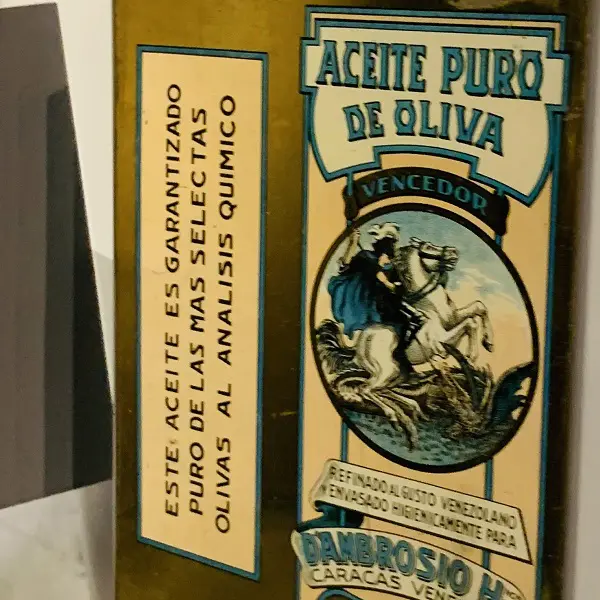 ESTE ACEITE ES GARANTIZADO
PURO DE LAS MAS SELECTAS
OLIVAS AL ANALISIS QUIMICO
ACEITE PURO
DE OLIVA
VENCEDOR
REFINADO AL GUSTO VENEZOLANO
Y ENVASADO HIGIENICAMENTE PARA
DAMBROSIO H
CARACAS